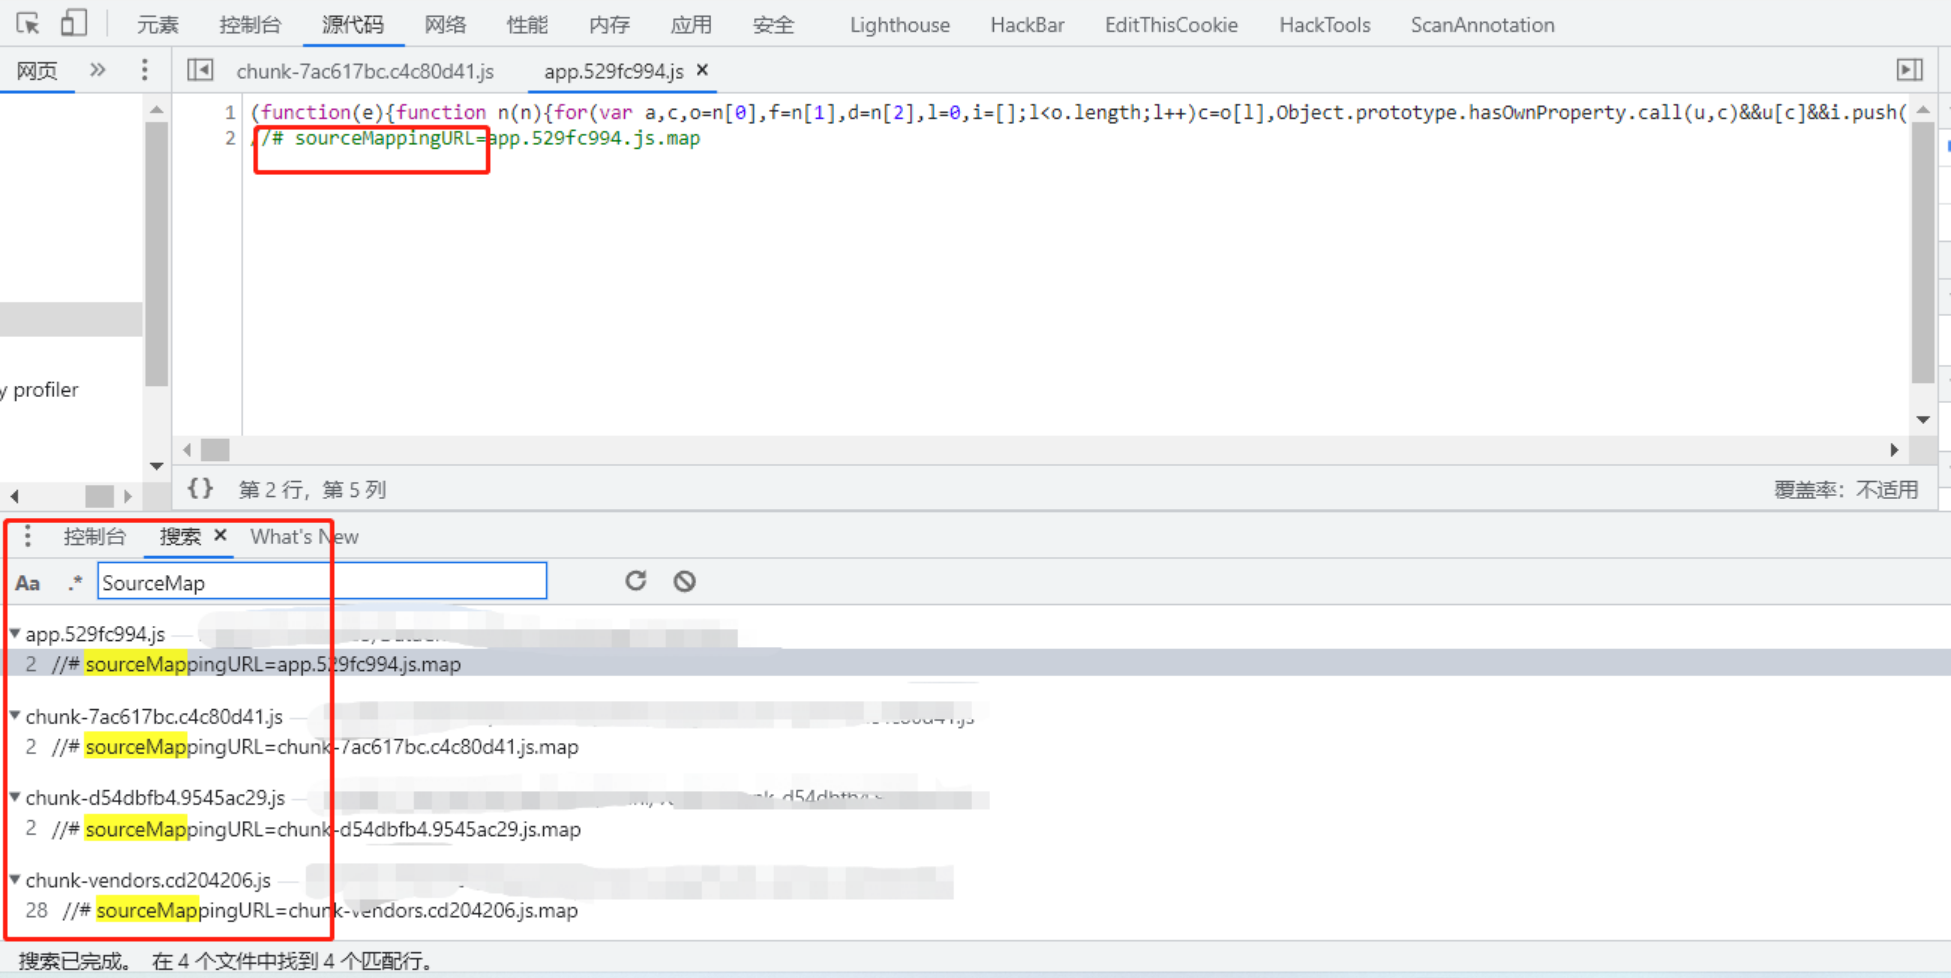 元素 控制台 源代码 网络 性能 内存 应用 安全 Lighthouse HackBar EditThisCookie HackTools ScanAnnotation
网页 » chunk-7ac617bc.c4c80d41.js app.529fc994.js ×
1 (function(e){function n(n){for(var a,c,o=n[0],f=n[1],d=n[2],l=0,i=[];l<o.length;l++)c=o[l],Object.prototype.hasOwnProperty.call(u,c)&&u[c]&&i.push(
2 //# sourceMappingURL=app.529fc994.js.map
y profiler
{} 第 2 行，第 5 列 覆盖率：不适用
控制台 搜索 × What's New
Aa .* SourceMap
app.529fc994.js —
2 //# sourceMappingURL=app.529fc994.js.map
chunk-7ac617bc.c4c80d41.js —
2 //# sourceMappingURL=chunk-7ac617bc.c4c80d41.js.map
chunk-d54dbfb4.9545ac29.js —
2 //# sourceMappingURL=chunk-d54dbfb4.9545ac29.js.map
chunk-vendors.cd204206.js —
28 //# sourceMappingURL=chunk-vendors.cd204206.js.map
搜索已完成。 在 4 个文件中找到 4 个匹配行。